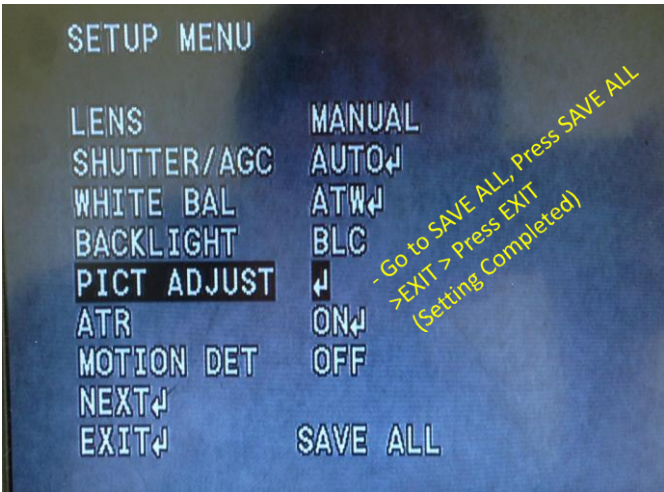 SETUP MENU
LENS MANUAL
SHUTTER/AGC AUTO↲
WHITE BAL ATW↲
BACKLIGHT BLC
PICT ADJUST ↲
ATR ON↲
MOTION DET OFF
NEXT↲
EXIT↲ SAVE ALL
- Go to SAVE ALL, Press SAVE ALL
>EXIT > Press EXIT
(Setting Completed)